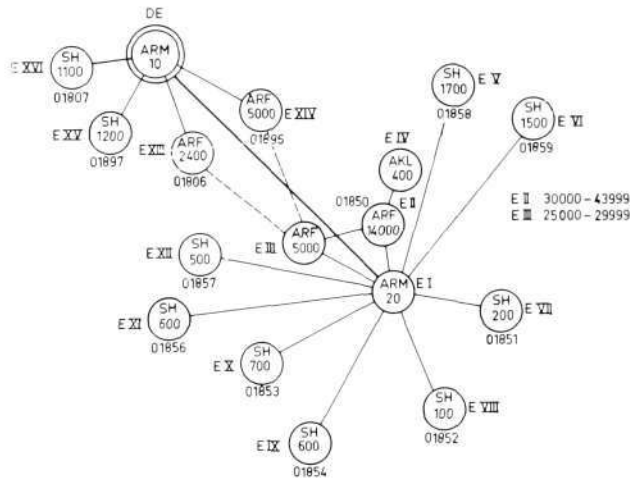 DE
E XVI
SH
1100
01807
ARM
10
E XV
SH
1200
01897
ARF
2400
01806
ARF
5000
E XIV
01895
SH
1700
E V
01858
SH
1500
E VI
01859
E IV
AKL
400
01850
E II
ARF
14000
E II 30000-43999
E III 25000-29999
E III
ARF
5000
E XII
SH
500
01857
ARM
20
E I
SH
200
E VII
01851
E XI
SH
600
01856
E X
SH
700
01853
SH
100
E VIII
01852
E IX
SH
600
01854